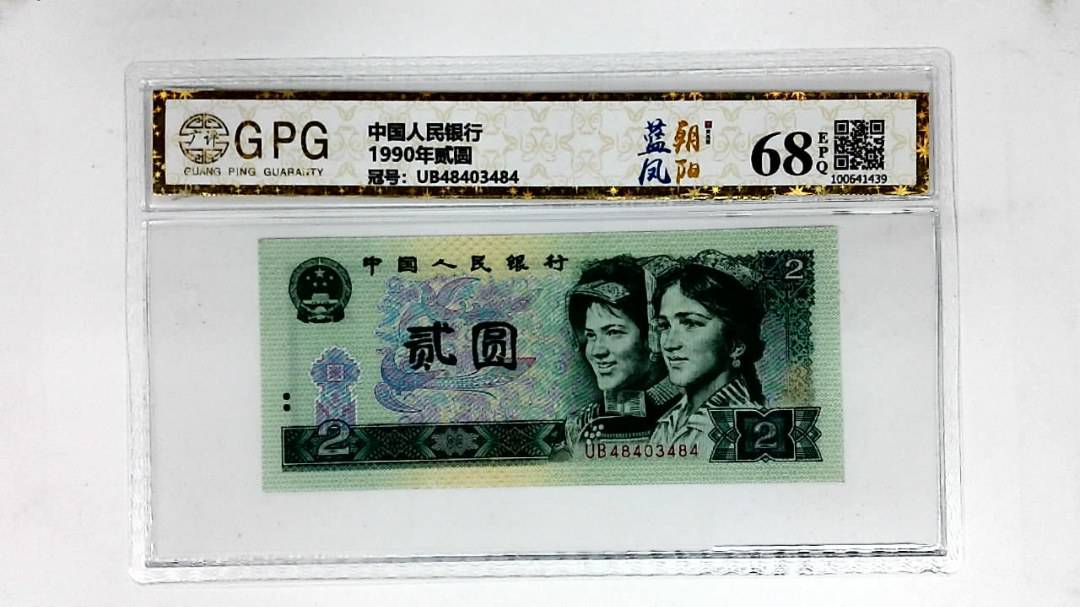 GPG
GUANG PING GUARANTY
中国人民银行
1990年贰圆
冠号：UB48403484
蓝凤
朝阳
68
EPQ
100641439
中国人民银行
2
贰圆
2
2
UB48403484